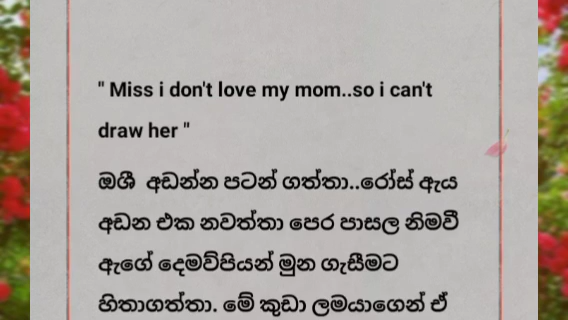 " Miss i don't love my mom..so i can't
draw her "
ඔශී අඩන්න පටන් ගත්තා..රෝස් ඇය
අඩන එක නවත්තා පෙර පාසල නිමවී
ඇගේ දෙමව්පියන් මුන ගැසීමට
හිතාගත්තා. මේ කුඩා ලමයාගෙන් ඒ